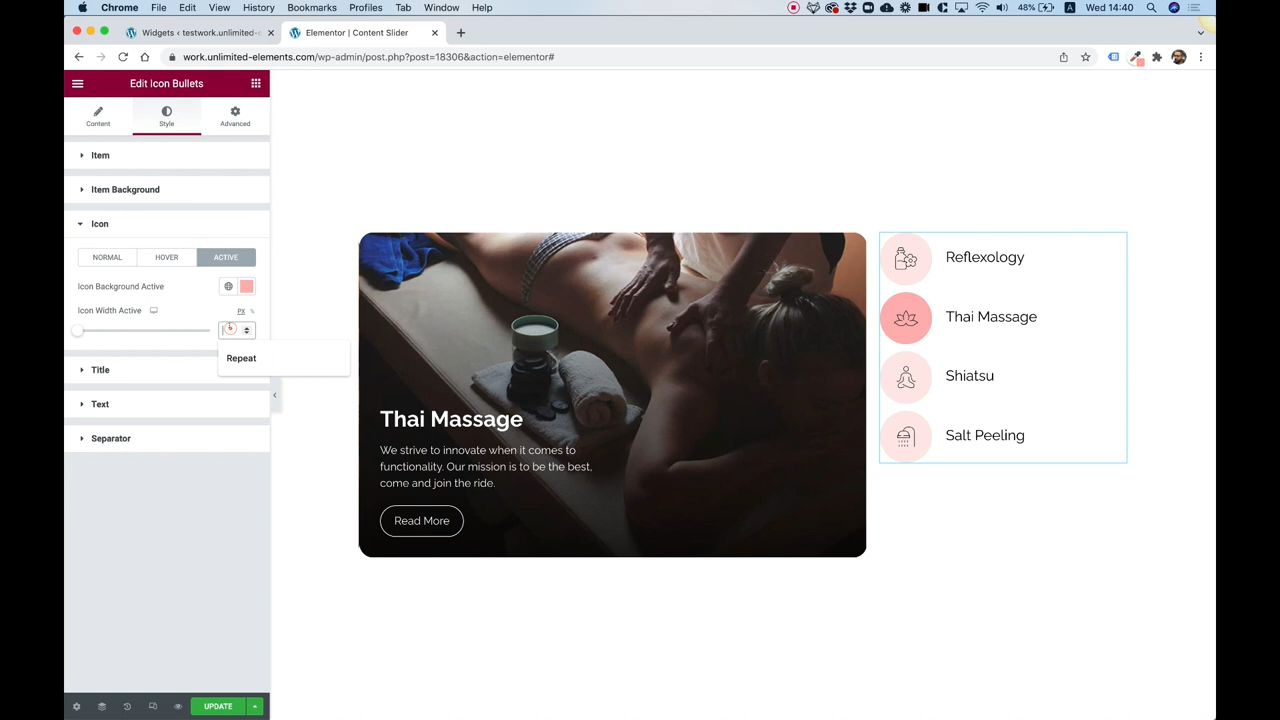 Chrome File Edit View History Bookmarks Profiles Tab Window Help
48% A Wed 14:40
Widgets ‹ testwork.unlimited-e
Elementor | Content Slider
work.unlimited-elements.com/wp-admin/post.php?post=18306&action=elementor#
Edit Icon Bullets
Content Style Advanced
Item
Item Background
Icon
NORMAL HOVER ACTIVE
Icon Background Active
Icon Width Active PX %
Repeat
Title
Text
Separator
UPDATE
Thai Massage
We strive to innovate when it comes to
functionality. Our mission is to be the best,
come and join the ride.
Read More
Reflexology
Thai Massage
Shiatsu
Salt Peeling